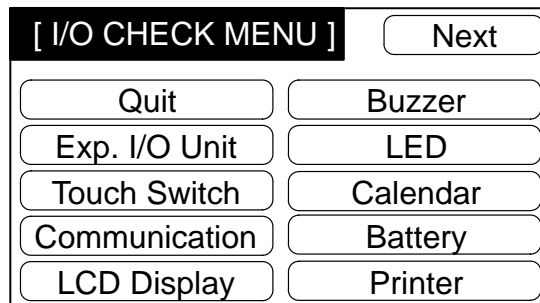 [ I/O CHECK MENU ] Next
Quit Buzzer
Exp. I/O Unit LED
Touch Switch Calendar
Communication Battery
LCD Display Printer